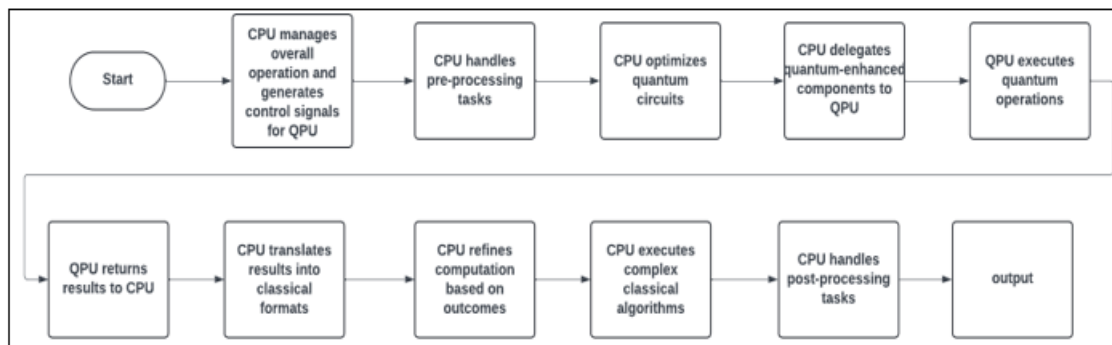 Start
CPU manages
overall
operation and
generates
control signals
for QPU
CPU handles
pre-processing
tasks
CPU optimizes
quantum
circuits
CPU delegates
quantum-enhanced
components to
QPU
QPU executes
quantum
operations
QPU returns
results to CPU
CPU translates
results into
classical
formats
CPU refines
computation
based on
outcomes
CPU executes
complex
classical
algorithms
CPU handles
post-processing
tasks
output